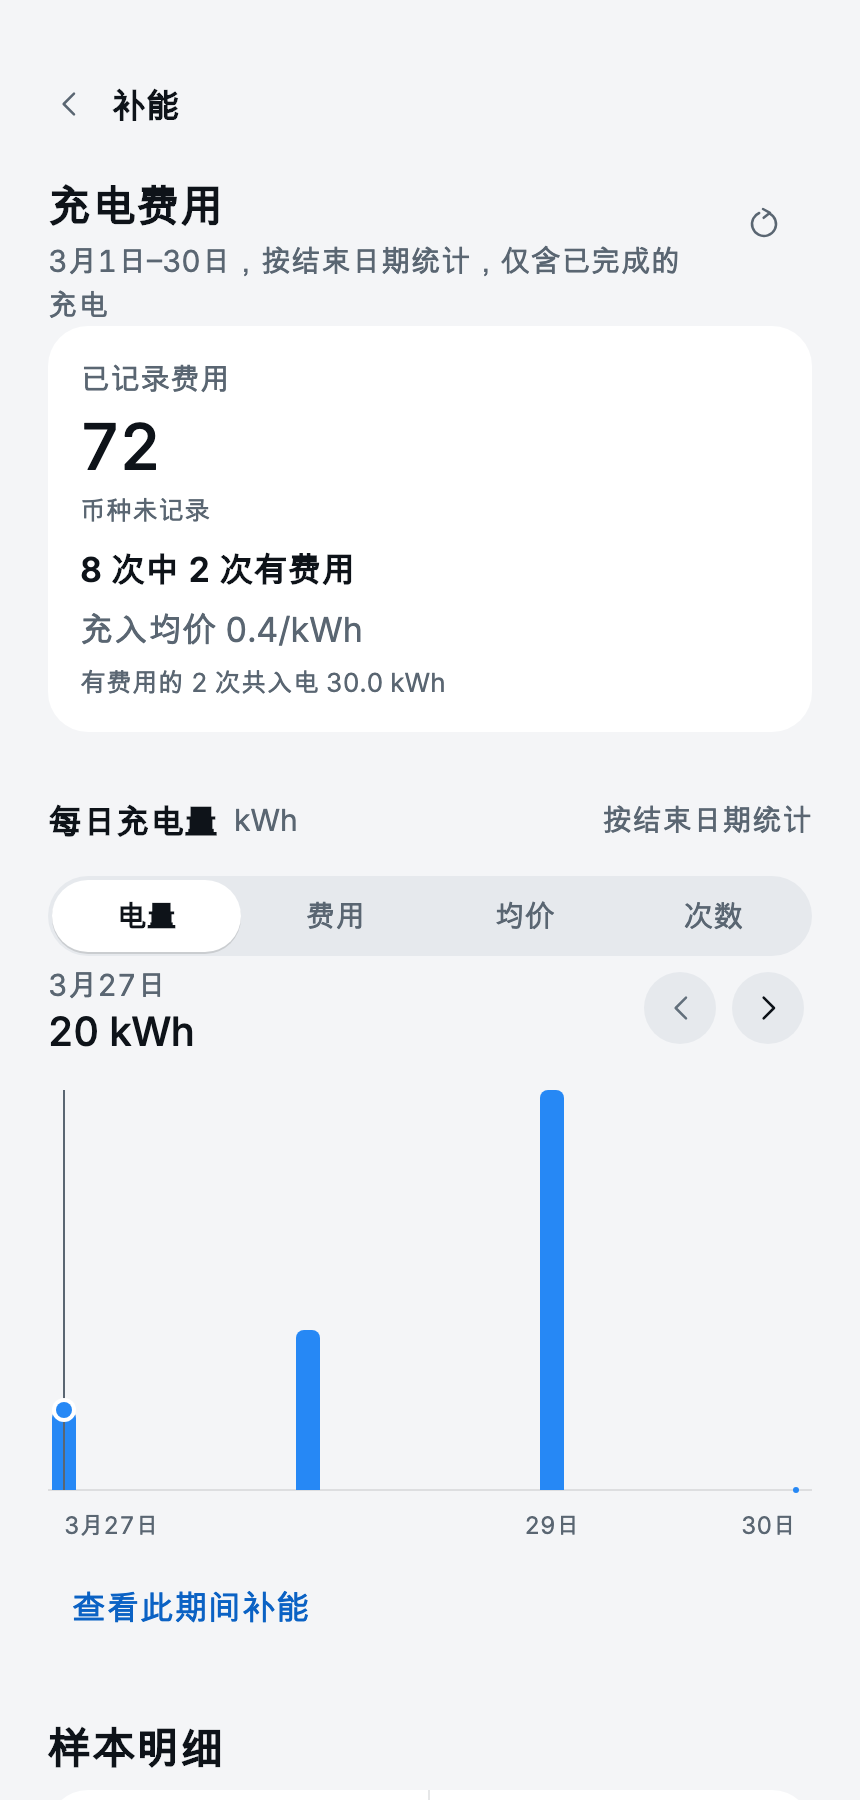 补能
充电费用
3月1日–30日，按结束日期统计，仅含已完成的
充电
已记录费用
72
币种未记录
8 次中 2 次有费用
充入均价 0.4/kWh
有费用的 2 次共入电 30.0 kWh
每日充电量 kWh
按结束日期统计
电量
费用
均价
次数
3月27日
20 kWh
3月27日
29日
30日
查看此期间补能
样本明细